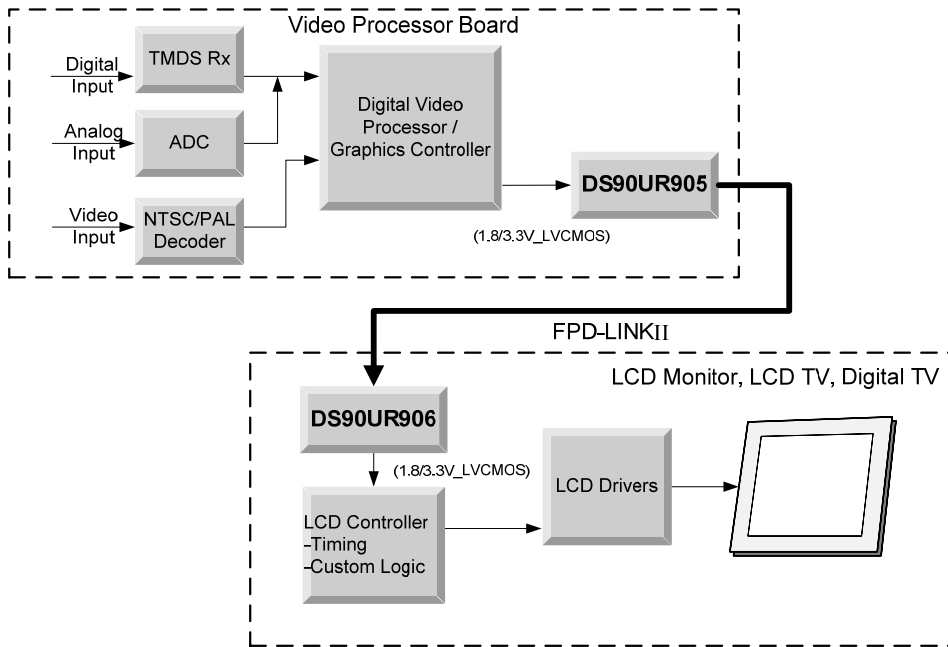 Video Processor Board
Digital
Input
TMDS Rx
Analog
Input
ADC
Video
Input
NTSC/PAL
Decoder
Digital Video
Processor /
Graphics Controller
DS90UR905
(1.8/3.3V_LVCMOS)
FPD-LINKII
LCD Monitor, LCD TV, Digital TV
DS90UR906
(1.8/3.3V_LVCMOS)
LCD Controller
-Timing
-Custom Logic
LCD Drivers